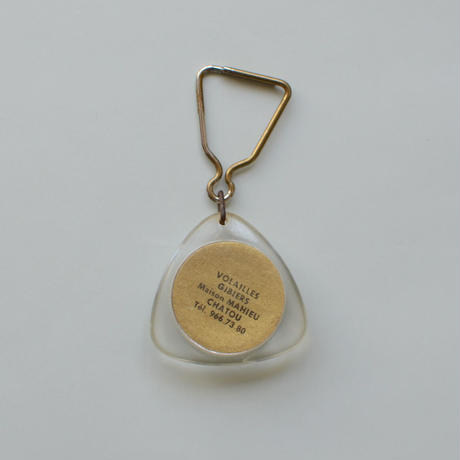 VOLAILLES
GIBIERS
Maison MAHIEU
CHATOU
Tél. 966.73 80